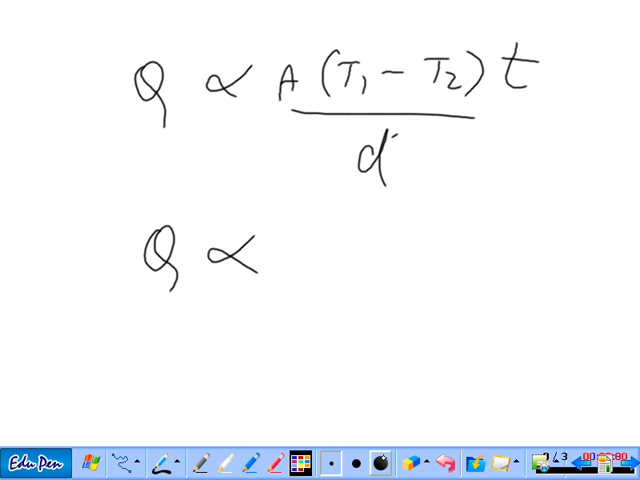 Q ∝ A (T₁ − T₂) t
d
Q ∝
Edu Pen